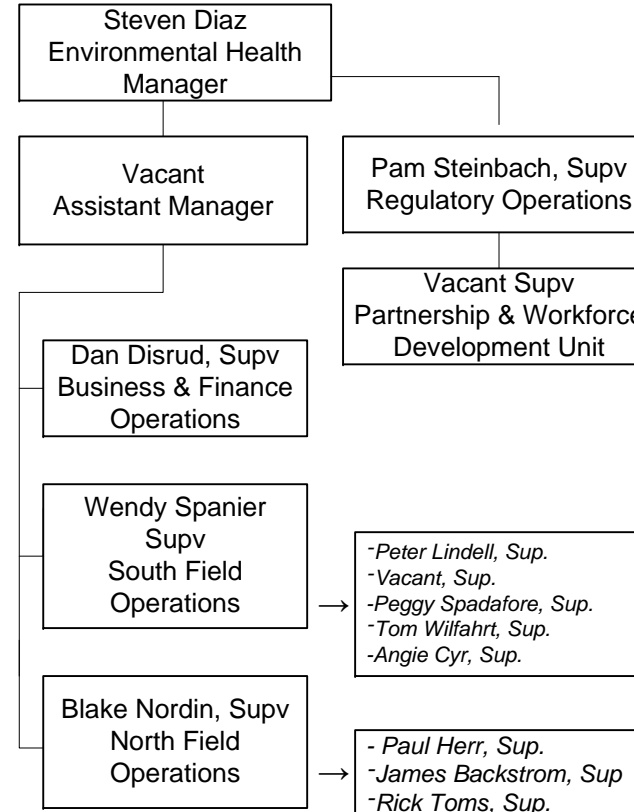 Steven Diaz
Environmental Health
Manager
Vacant
Assistant Manager
Pam Steinbach, Supv
Regulatory Operations
Vacant Supv
Partnership & Workforce
Development Unit
Dan Disrud, Supv
Business & Finance
Operations
Wendy Spanier
Supv
South Field
Operations
-Peter Lindell, Sup.
-Vacant, Sup.
-Peggy Spadafore, Sup.
-Tom Wilfahrt, Sup.
-Angie Cyr, Sup.
Blake Nordin, Supv
North Field
Operations
- Paul Herr, Sup.
-James Backstrom, Sup
-Rick Toms, Sup.